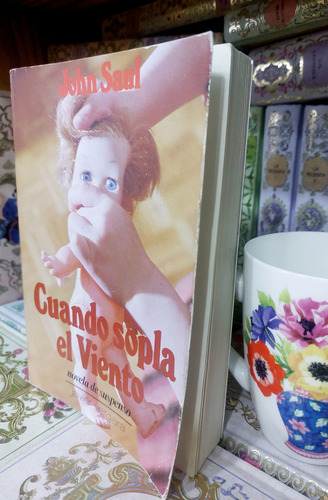 John Saul
Cuando sopla
el Viento
novela de suspenso